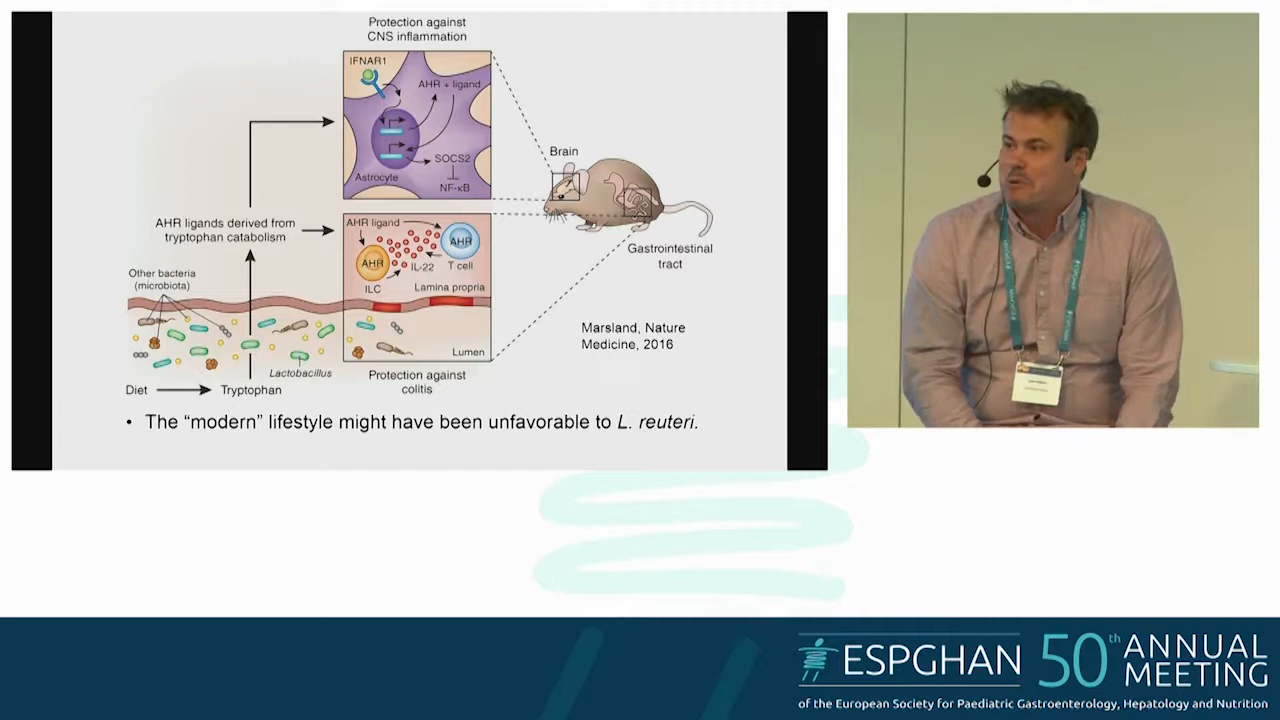 Protection against
CNS inflammation
IFNAR1
AHR + ligand
SOCS2
Astrocyte
NF-κB
Brain
AHR ligands derived from
tryptophan catabolism
AHR ligand
AHR
AHR
IL-22
T cell
ILC
Lamina propria
Gastrointestinal
tract
Other bacteria
(microbiota)
Marsland, Nature
Medicine, 2016
Lumen
Lactobacillus
Protection against
colitis
Diet
Tryptophan
• The “modern” lifestyle might have been unfavorable to L. reuteri.
ESPGHAN
50th ANNUAL
MEETING
of the European Society for Paediatric Gastroenterology, Hepatology and Nutrition